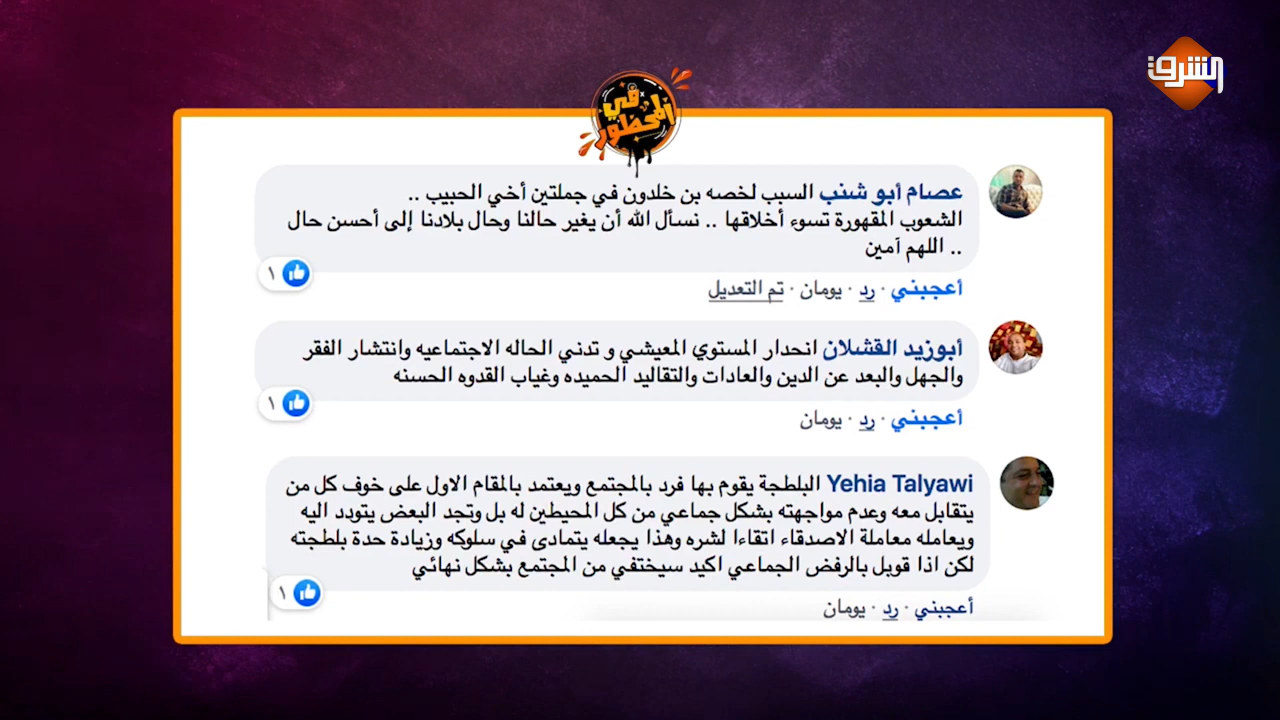 الشرق
في
المحظور
عصام أبو شنب السبب لخصه بن خلدون في جملتين أخي الحبيب ..
الشعوب المقهورة تسوء أخلاقها .. نسأل الله أن يغير حالنا وحال بلادنا إلى أحسن حال
.. اللهم آمين
١
أعجبني · رد · يومان · تم التعديل
أبوزيد القشلان انحدار المستوي المعيشي و تدني الحاله الاجتماعيه وانتشار الفقر
والجهل والبعد عن الدين والعادات والتقاليد الحميده وغياب القدوه الحسنه
١
أعجبني · رد · يومان
Yehia Talyawi البلطجة يقوم بها فرد بالمجتمع ويعتمد بالمقام الاول على خوف كل من
يتقابل معه وعدم مواجهته بشكل جماعي من كل المحيطين له بل وتجد البعض يتودد اليه
ويعامله معاملة الاصدقاء اتقاءا لشره وهذا يجعله يتمادى في سلوكه وزيادة حدة بلطجته
لكن اذا قوبل بالرفض الجماعي اكيد سيختفي من المجتمع بشكل نهائي
١
أعجبني · رد · يومان